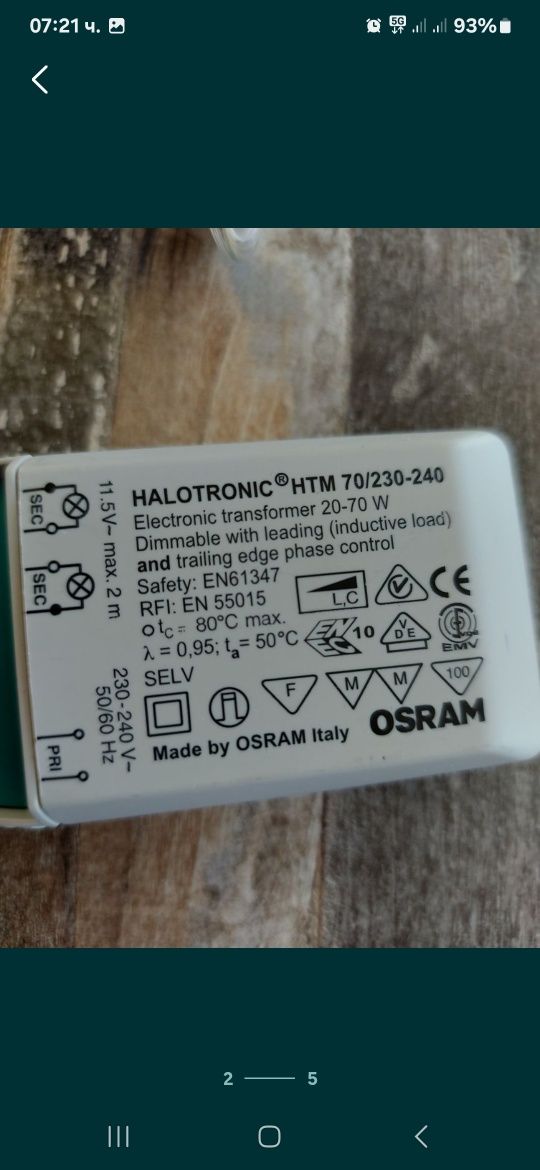 07:21 ч.
5G
93%
HALOTRONIC® HTM 70/230-240
Electronic transformer 20-70 W
Dimmable with leading (inductive load)
and trailing edge phase control
Safety: EN61347
RFI: EN 55015
tc = 80°C max.
λ = 0,95; ta= 50°C
SELV
L,C
CE
EN 10
VDE
EMV
F
M M
100
Made by OSRAM Italy
OSRAM
SEC
SEC
11.5V~ max. 2 m
PRI
230-240 V~
50/60 Hz
2
5